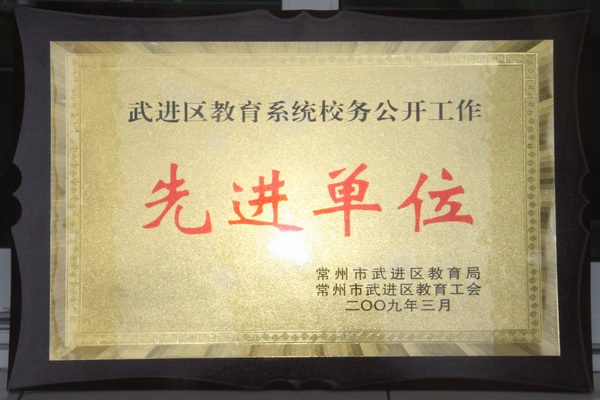 武进区教育系统校务公开工作
先进单位
常州市武进区教育局
常州市武进区教育工会
二〇〇九年三月